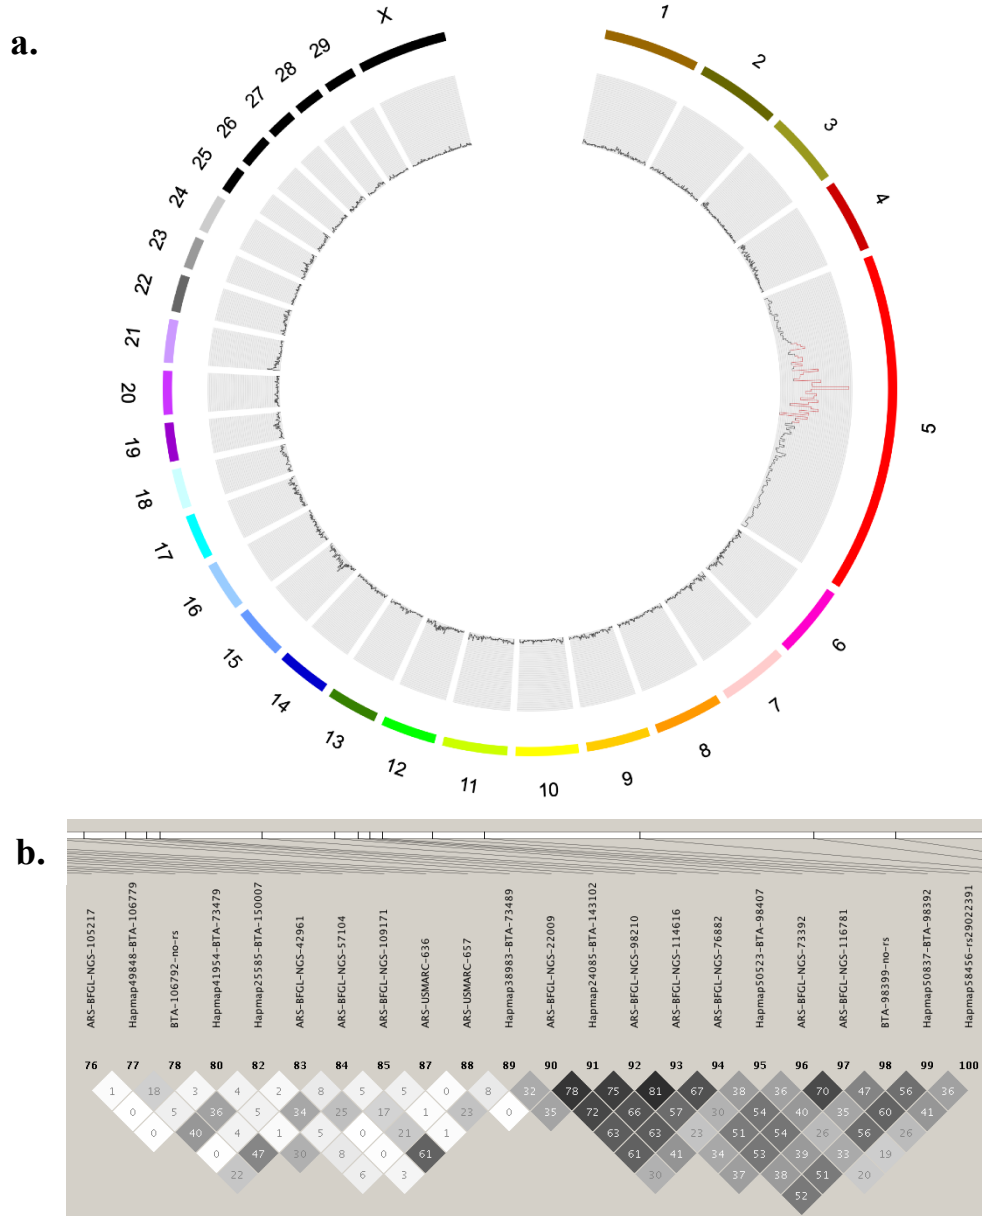 a.
X
1
2
3
4
5
6
7
8
9
10
11
12
13
14
15
16
17
18
19
20
21
22
23
24
25
26
27
28
29
b.
ARS-BFGL-NGS-105217
Hapmap49848-BTA-106779
BTA-106792-no-rs
Hapmap41954-BTA-73479
Hapmap25585-BTA-150007
ARS-BFGL-NGS-42961
ARS-BFGL-NGS-57104
ARS-BFGL-NGS-109171
ARS-USMARC-636
ARS-USMARC-657
Hapmap38983-BTA-73489
ARS-BFGL-NGS-22009
Hapmap24085-BTA-143102
ARS-BFGL-NGS-98210
ARS-BFGL-NGS-114616
ARS-BFGL-NGS-76882
Hapmap50523-BTA-98407
ARS-BFGL-NGS-73392
ARS-BFGL-NGS-116781
BTA-98399-no-rs
Hapmap50837-BTA-98392
Hapmap58456-rs29022391
76 77 78 80 82 83 84 85 87 88 89 90 91 92 93 94 95 96 97 98 99 100
1 18 3 4 2 8 5 5 0 8 32 78 75 81 67 38 36 70 47 56 36
0 5 36 5 34 25 17 1 23 0 35 72 66 57 30 54 40 35 60 41
0 40 4 1 5 0 21 1 63 63 23 51 54 26 56 26
0 47 30 8 0 61 61 41 34 53 39 33 19
22 6 3 30 37 38 51 20
52